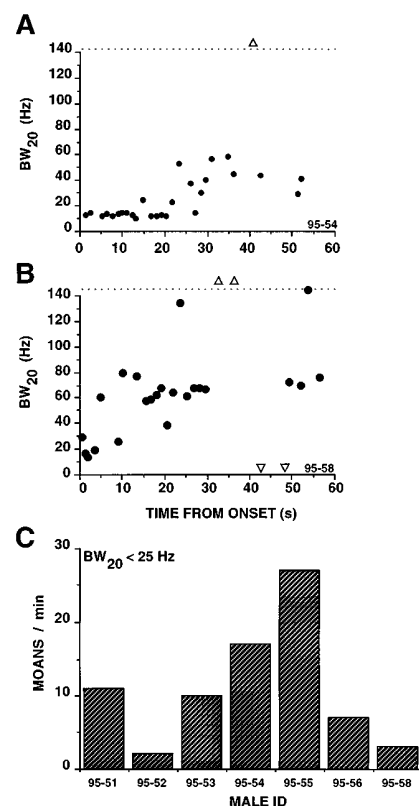 A
140
120
100
80
60
40
20
0
BW20 (Hz)
0 10 20 30 40 50 60
95-54
B
140
120
100
80
60
40
20
0
BW20 (Hz)
0 10 20 30 40 50 60
95-58
TIME FROM ONSET (s)
C
BW20 < 25 Hz
30
20
10
0
MOANS / min
95-51 95-52 95-53 95-54 95-55 95-56 95-58
MALE ID